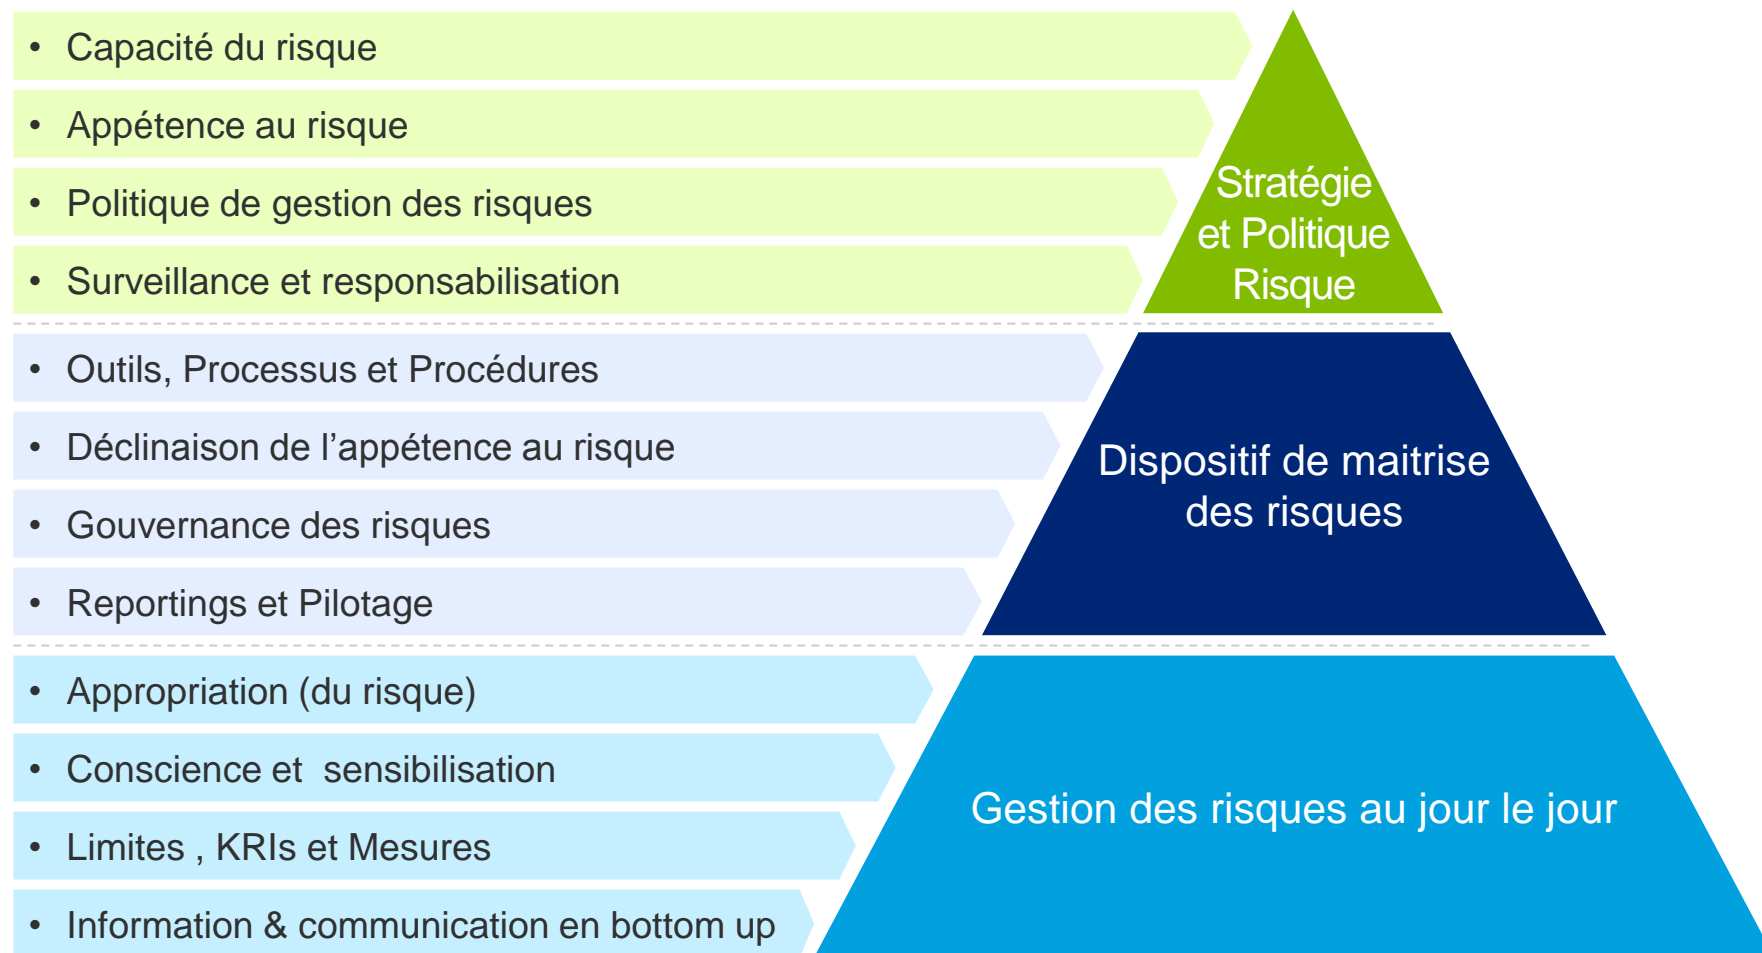 • Capacité du risque
• Appétence au risque
• Politique de gestion des risques
• Surveillance et responsabilisation
Stratégie
et Politique
Risque
• Outils, Processus et Procédures
• Déclinaison de l’appétence au risque
• Gouvernance des risques
• Reportings et Pilotage
Dispositif de maitrise
des risques
• Appropriation (du risque)
• Conscience et  sensibilisation
• Limites , KRIs et Mesures
• Information & communication en bottom up
Gestion des risques au jour le jour